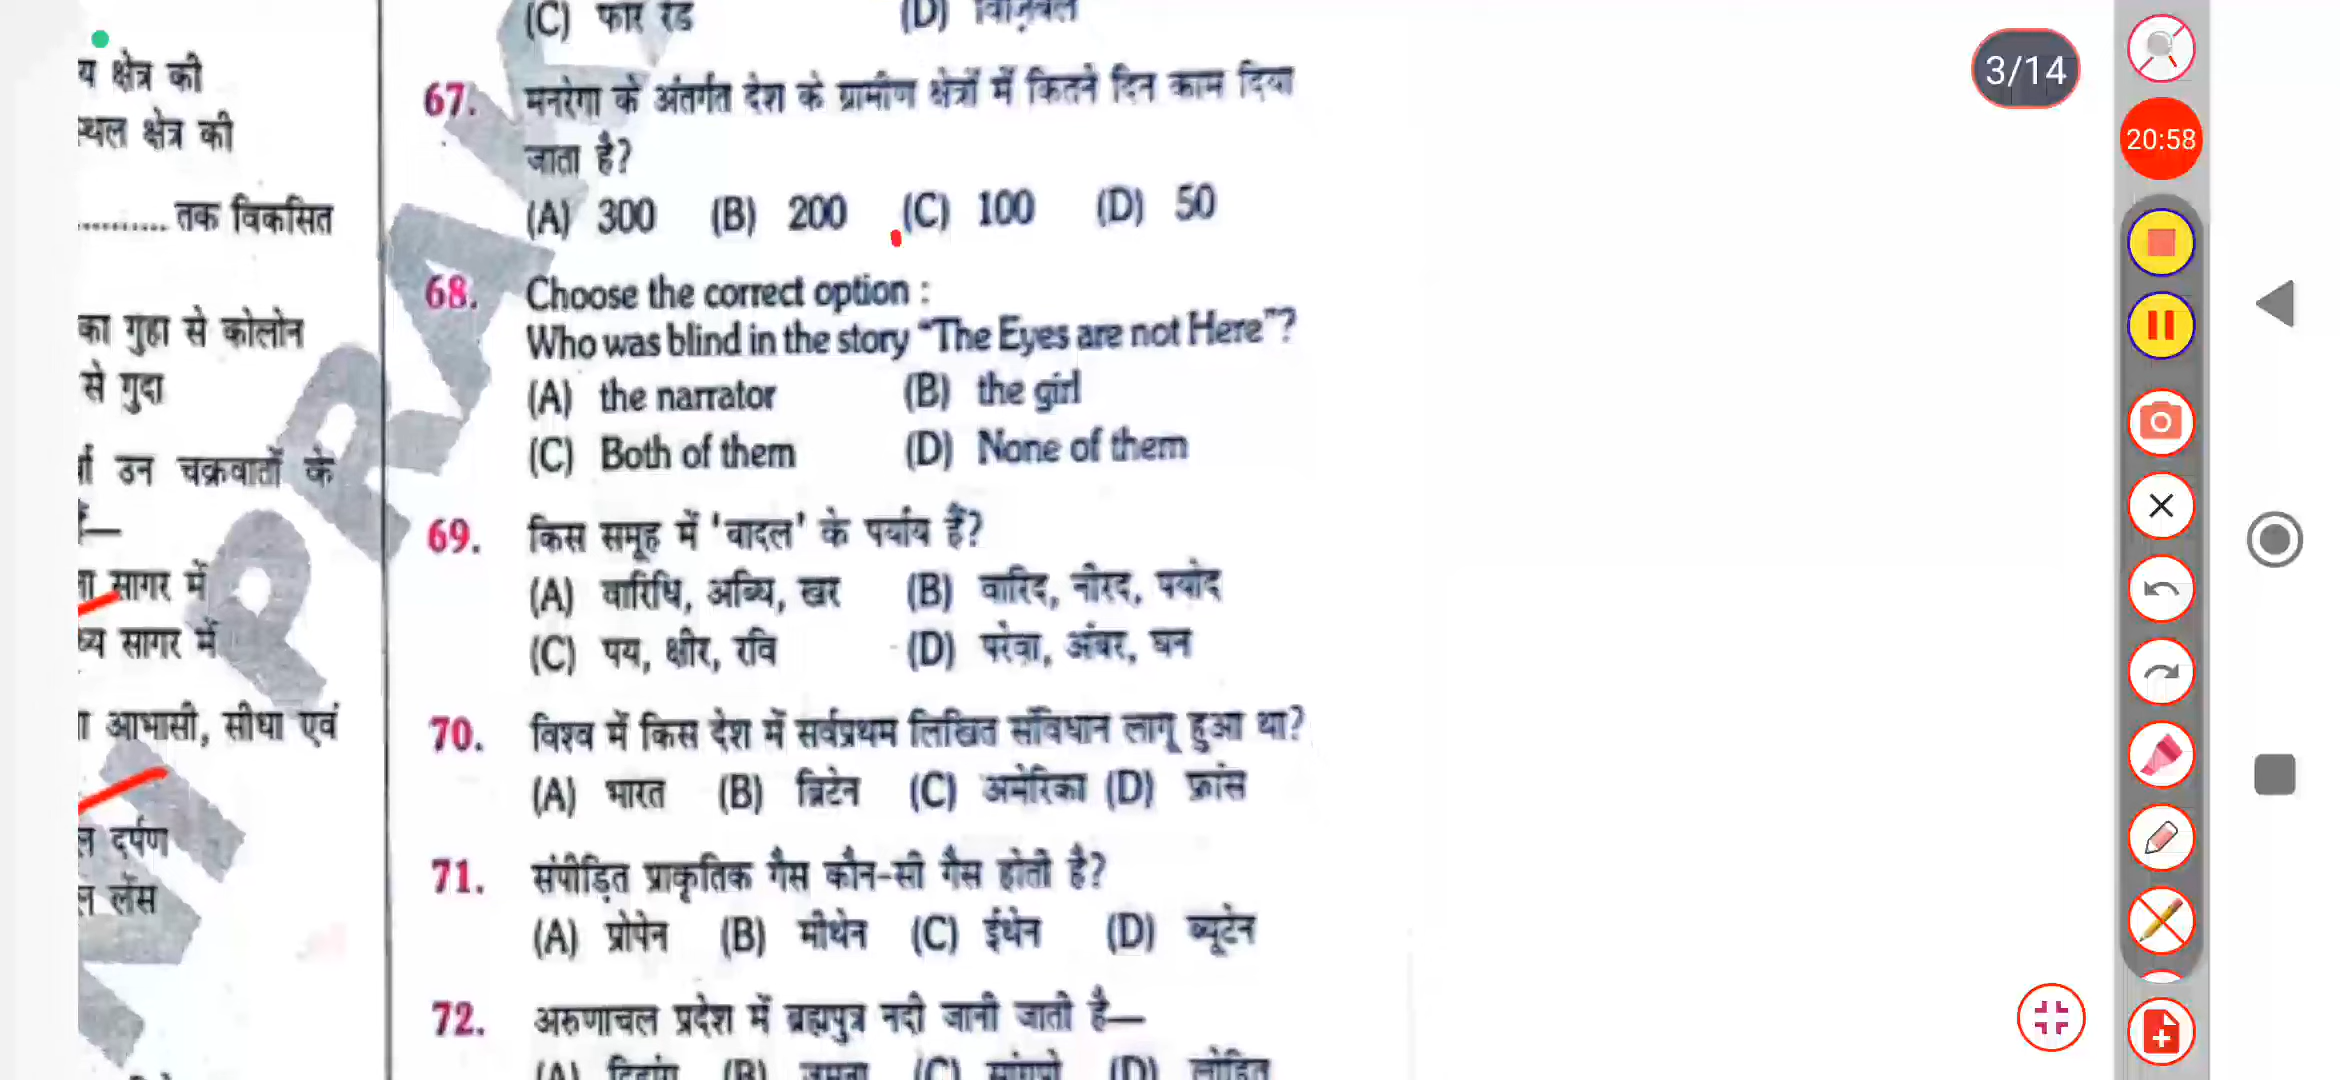 य क्षेत्र की
स्थल क्षेत्र की
........... तक विकसित
का गुहा से कोलोन
से गुदा
उन चक्रवातों के
सागर में
सागर में
आभासी, सीधा एवं
दर्पण
लेंस
(C) फार रेड (D)
67. मनरेगा के अंतर्गत देश के ग्रामीण क्षेत्रों में कितने दिन काम दिया
जाता है?
(A) 300 (B) 200 (C) 100 (D) 50
68. Choose the correct option :
Who was blind in the story “The Eyes are not Here”?
(A) the narrator (B) the girl
(C) Both of them (D) None of them
69. किस समूह में 'बादल' के पर्याय हैं?
(A) वारिधि, अब्धि, खर (B) वारिद, नीरद, पयोद
(C) पय, क्षीर, रवि (D) परेवा, अंबर, घन
70. विश्व में किस देश में सर्वप्रथम लिखित संविधान लागू हुआ था?
(A) भारत (B) ब्रिटेन (C) अमेरिका (D) फ्रांस
71. संपीड़ित प्राकृतिक गैस कौन-सी गैस होती है?
(A) प्रोपेन (B) मीथेन (C) ईथेन (D) ब्यूटेन
72. अरुणाचल प्रदेश में ब्रह्मपुत्र नदी जानी जाती है—
(A) दिहांग (B) जमुना (C) सांगपो (D) लोहित
3/14
20:58